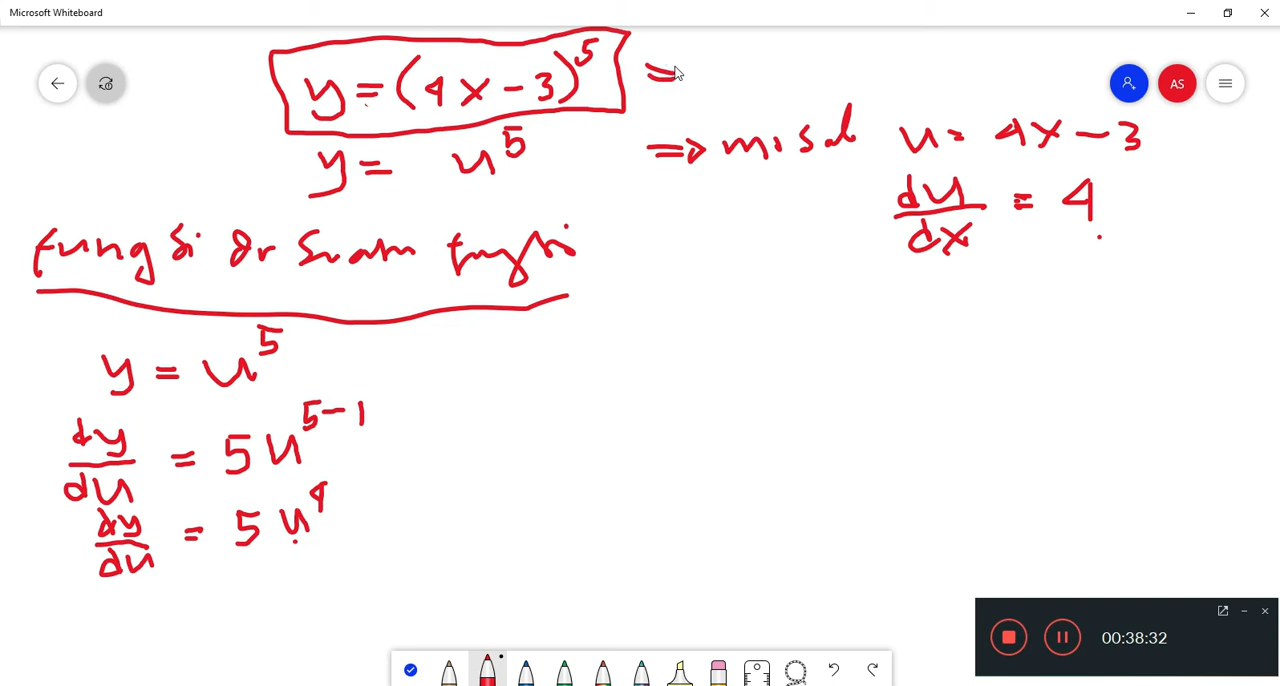 Microsoft Whiteboard
y = (4x - 3)^5 =
AS
y = u^5 => misal u = 4x - 3
du/dx = 4
fungsi dr suatu fungsi
y = u^5
dy/du = 5u^{5-1}
dy/du = 5u^4
00:38:32